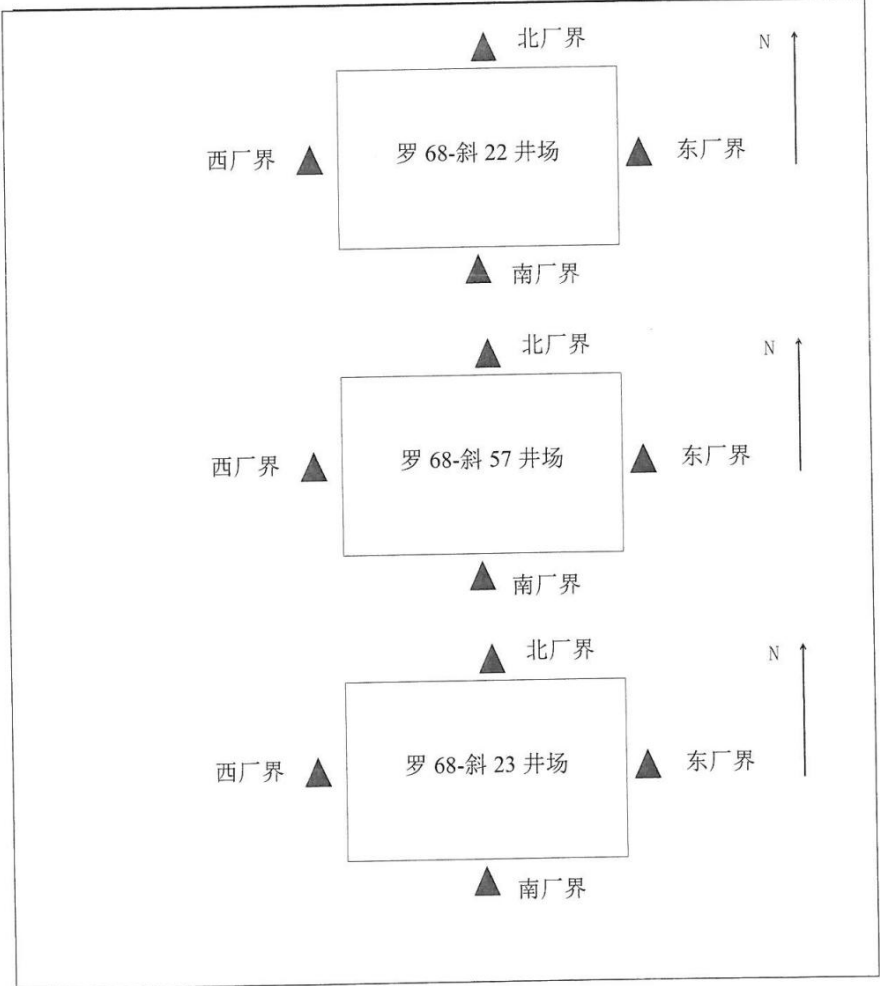 北厂界
N
西厂界
罗 68-斜 22 井场
东厂界
南厂界
北厂界
N
西厂界
罗 68-斜 57 井场
东厂界
南厂界
北厂界
N
西厂界
罗 68-斜 23 井场
东厂界
南厂界